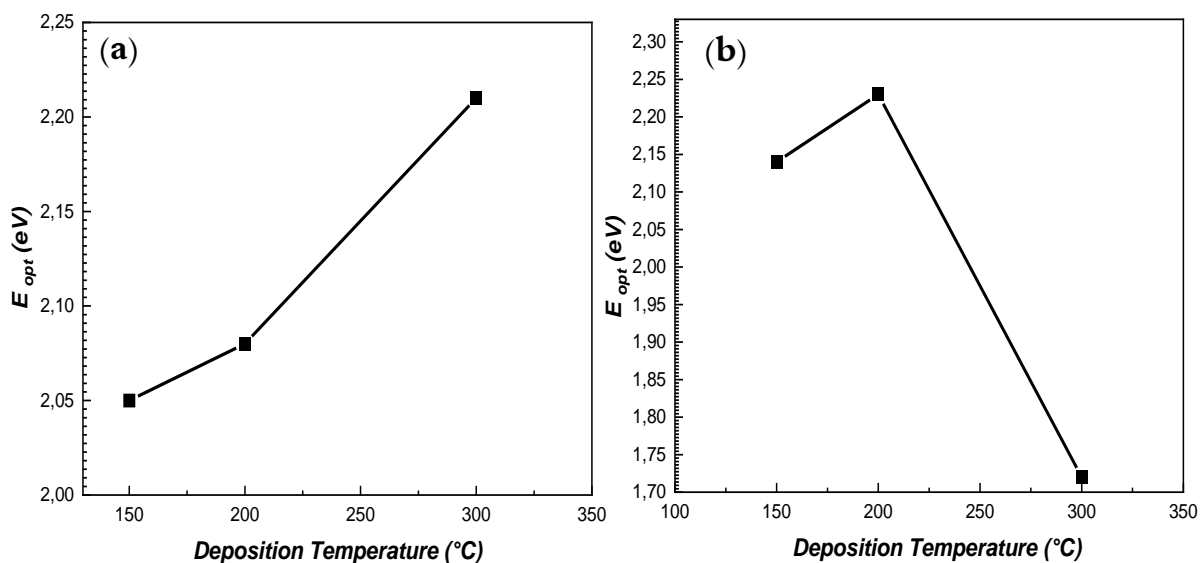 (a)
2,25
2,20
2,15
2,10
2,05
2,00
E opt (eV)
150 200 250 300 350
Deposition Temperature (°C)
(b)
2,30
2,25
2,20
2,15
2,10
2,05
2,00
1,95
1,90
1,85
1,80
1,75
1,70
E opt (eV)
100 150 200 250 300 350
Deposition Temperature (°C)